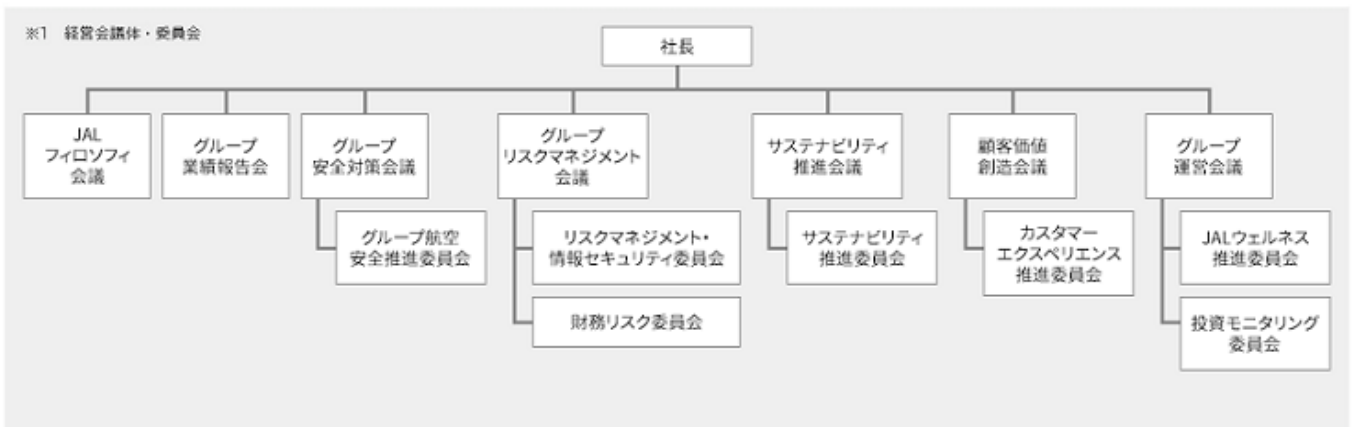 ※1 経営会議体・委員会
社長
JAL
フィロソフィ
会議
グループ
業績報告会
グループ
安全対策会議
グループ
リスクマネジメント
会議
サステナビリティ
推進会議
顧客価値
創造会議
グループ
運営会議
グループ航空
安全推進委員会
リスクマネジメント・
情報セキュリティ委員会
財務リスク委員会
サステナビリティ
推進委員会
カスタマー
エクスペリエンス
推進委員会
JALウェルネス
推進委員会
投資モニタリング
委員会